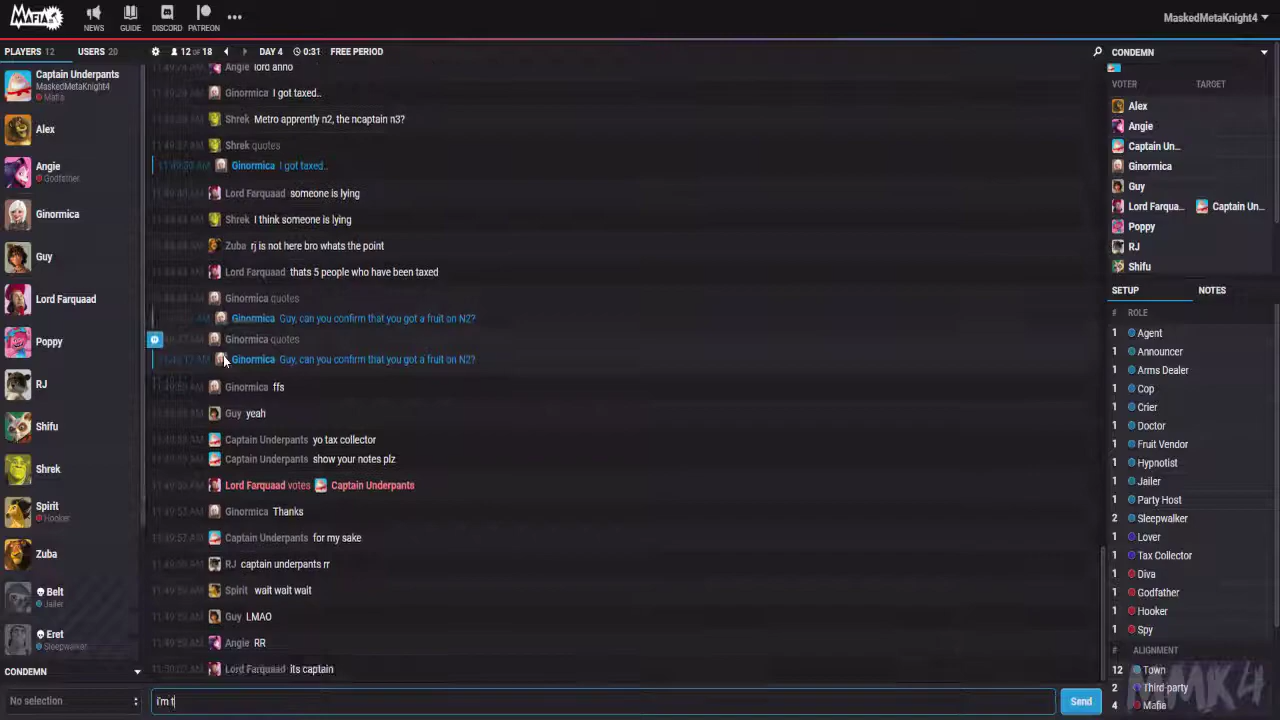 MAFIA
NEWS
GUIDE
DISCORD
PATREON
MaskedMetaKnight4
PLAYERS 12
USERS 20
12 OF 18
DAY 4
0:31
FREE PERIOD
CONDEMN
Captain Underpants
MaskedMetaKnight4
Mafia
Alex
Angie
Godfather
Ginormica
Guy
Lord Farquaad
Poppy
RJ
Shifu
Shrek
Spirit
Hooker
Zuba
Belt
Jailer
Eret
Sleepwalker
CONDEMN
No selection
Angie lord anno
Ginormica I got taxed..
Shrek Metro apprently n2, the ncaptain n3?
Shrek quotes
Ginormica I got taxed..
Lord Farquaad someone is lying
Shrek I think someone is lying
Zuba rj is not here bro whats the point
Lord Farquaad thats 5 people who have been taxed
Ginormica quotes
Ginormica Guy, can you confirm that you got a fruit on N2?
Ginormica quotes
Ginormica Guy, can you confirm that you got a fruit on N2?
Ginormica ffs
Guy yeah
Captain Underpants yo tax collector
Captain Underpants show your notes plz
Lord Farquaad votes Captain Underpants
Ginormica Thanks
Captain Underpants for my sake
RJ captain underpants rr
Spirit wait wait wait
Guy LMAO
Angie RR
Lord Farquaad its captain
i'm t
Send
VOTER TARGET
Alex
Angie
Captain Un...
Ginormica
Guy
Lord Farqua... Captain Un...
Poppy
RJ
Shifu
SETUP NOTES
# ROLE
1 Agent
1 Announcer
1 Arms Dealer
1 Cop
1 Crier
1 Doctor
1 Fruit Vendor
1 Hypnotist
1 Jailer
1 Party Host
2 Sleepwalker
1 Lover
1 Tax Collector
1 Diva
1 Godfather
1 Hooker
1 Spy
# ALIGNMENT
12 Town
2 Third-party
4 Mafia
MMK4